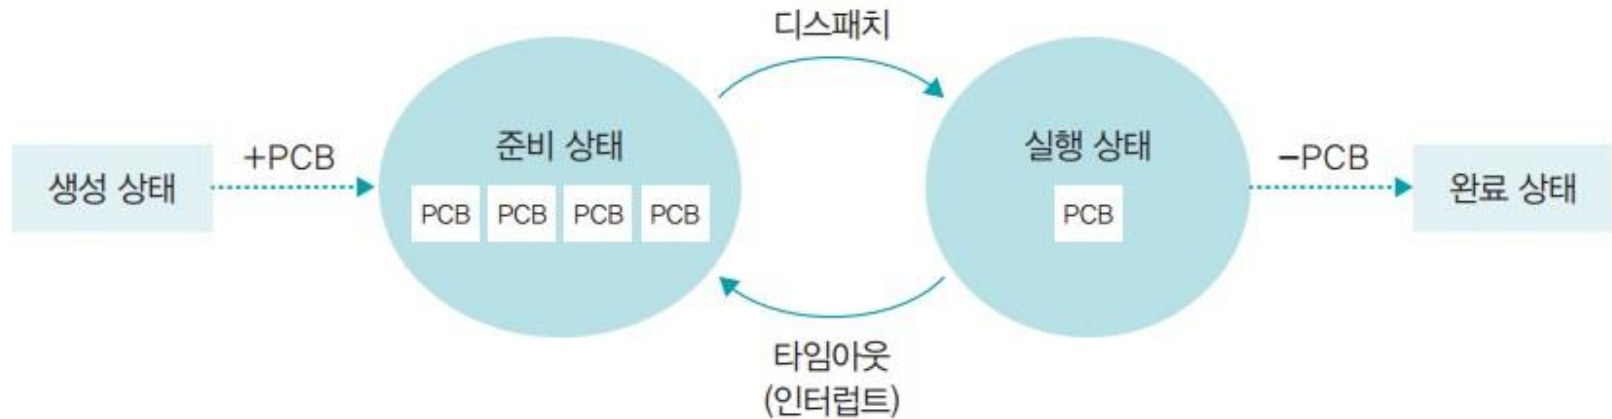 디스패치
생성 상태
+PCB
준비 상태
PCB PCB PCB PCB
실행 상태
PCB
−PCB
완료 상태
타임아웃
(인터럽트)